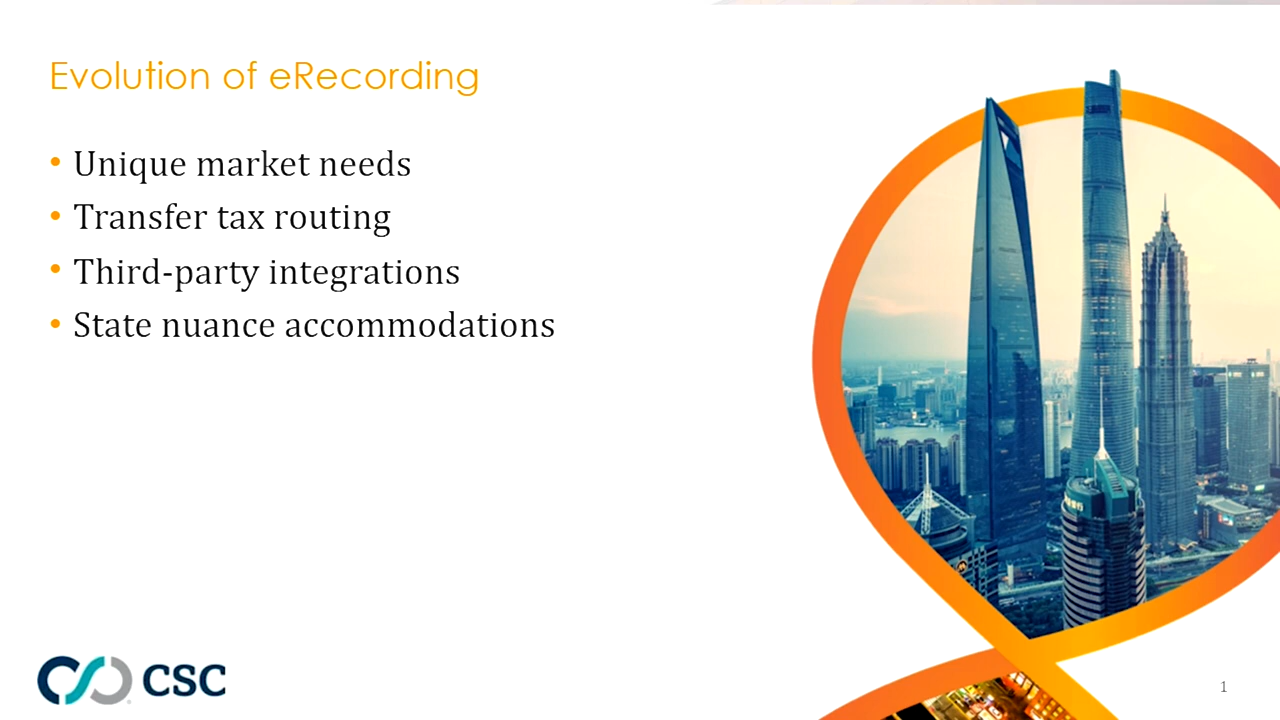 Evolution of eRecording
• Unique market needs
• Transfer tax routing
• Third-party integrations
• State nuance accommodations
CSC
1